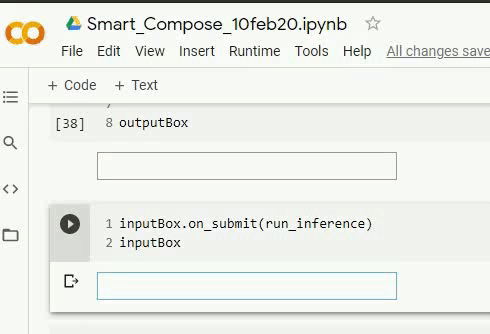 Smart_Compose_10feb20.ipynb
File Edit View Insert Runtime Tools Help All changes save
+ Code + Text
[38] 8 outputBox
1 inputBox.on_submit(run_inference)
2 inputBox